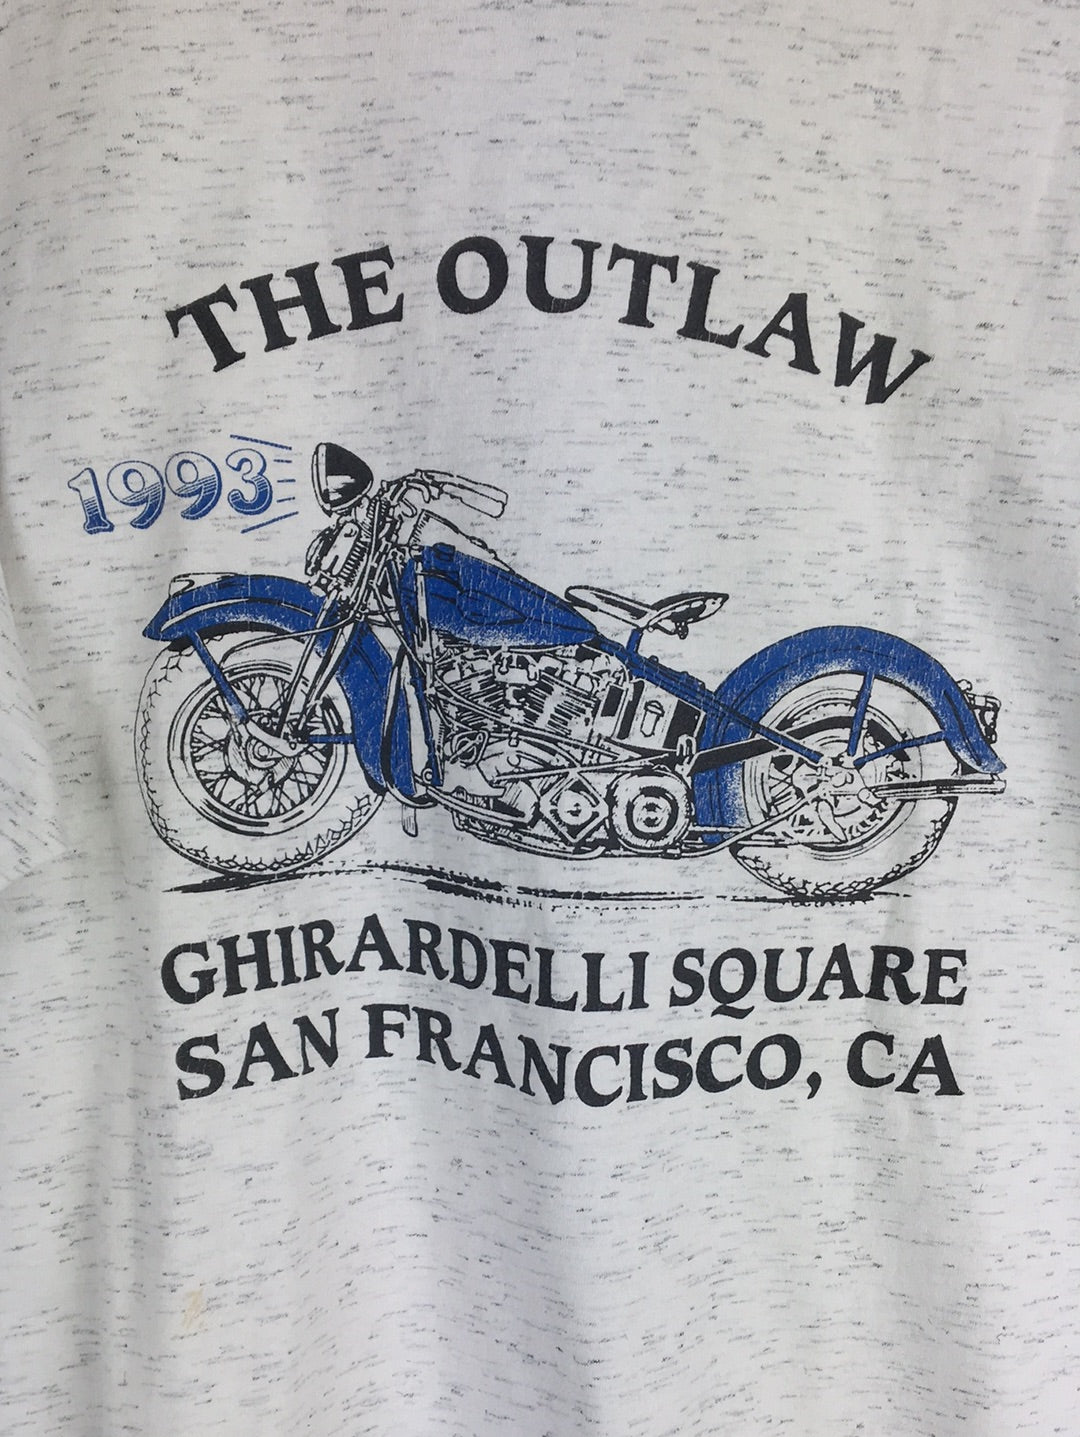 THE OUTLAW
1993
GHIRARDELLI SQUARE
SAN FRANCISCO, CA